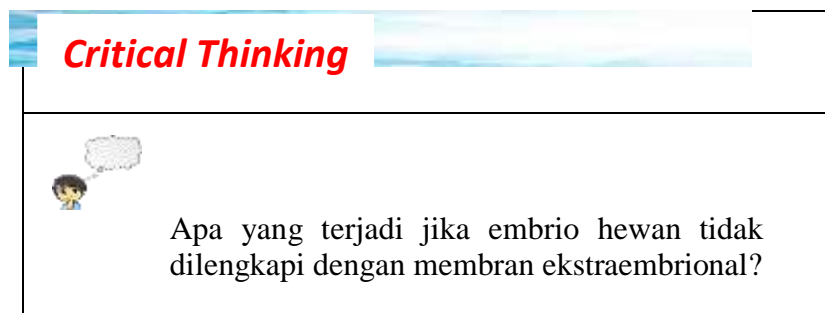 Critical Thinking
Apa yang terjadi jika embrio hewan tidak
dilengkapi dengan membran ekstraembrional?